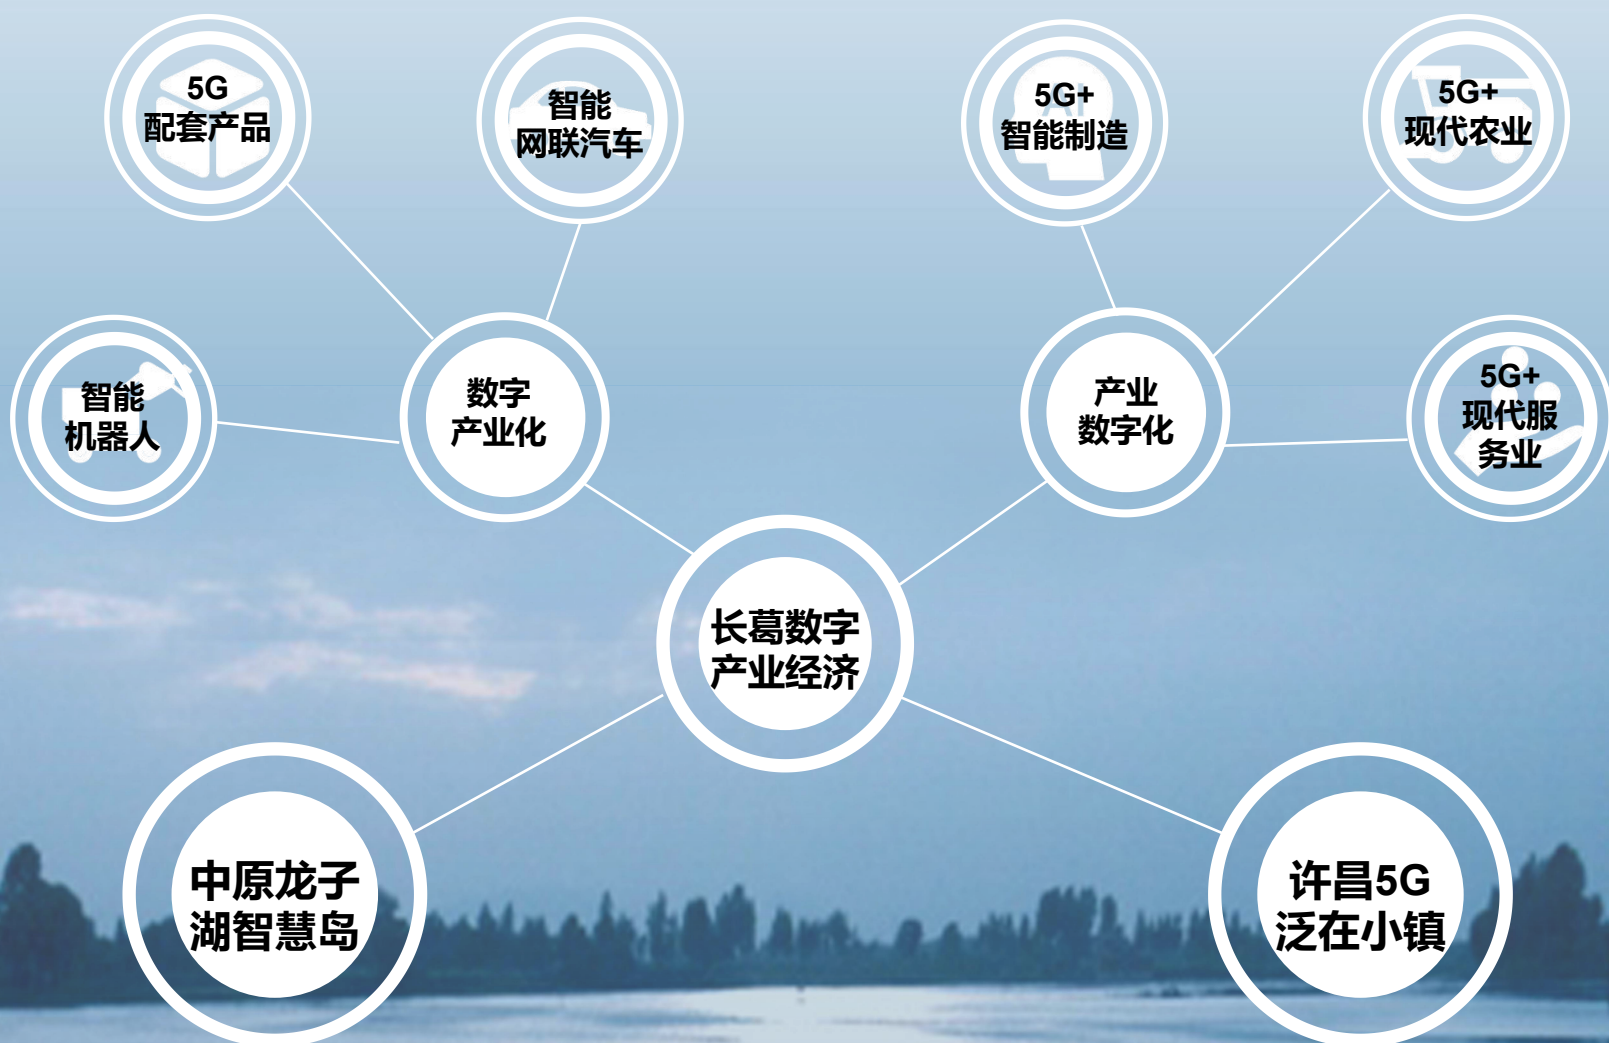 5G
配套产品
智能
网联汽车
5G+
智能制造
5G+
现代农业
智能
机器人
数字
产业化
产业
数字化
5G+
现代服
务业
长葛数字
产业经济
中原龙子
湖智慧岛
许昌5G
泛在小镇